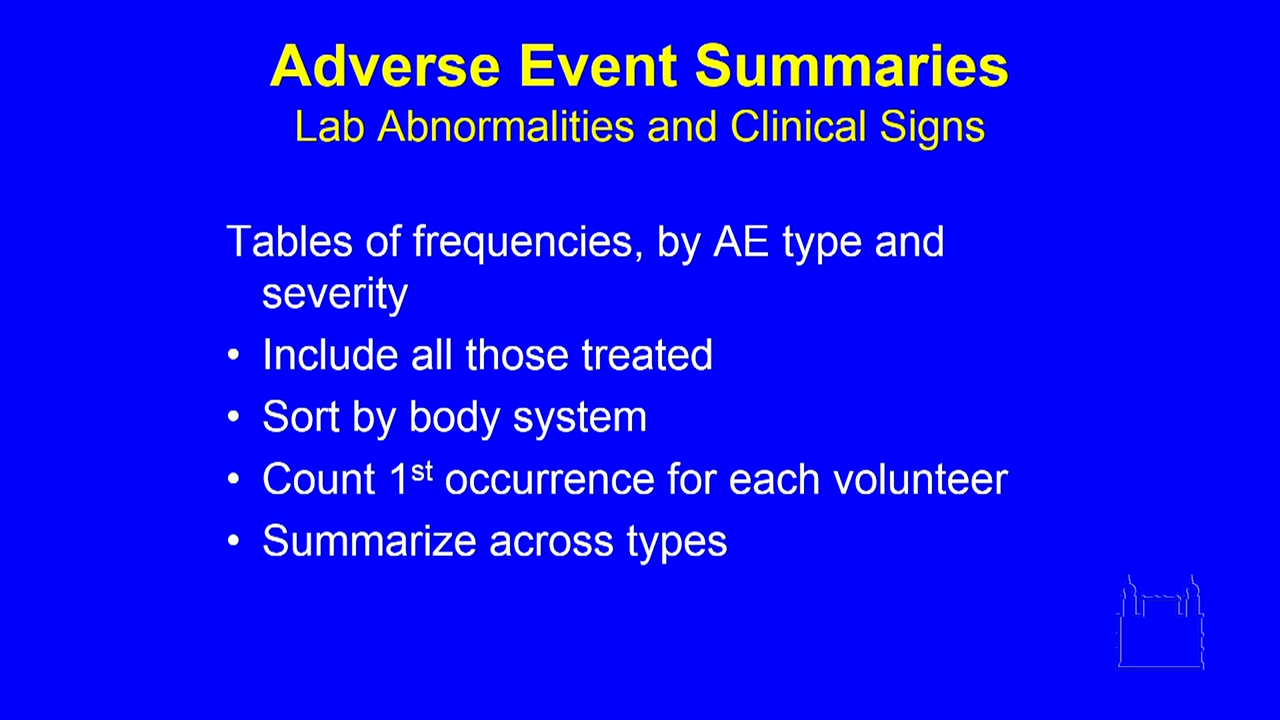 Adverse Event Summaries
Lab Abnormalities and Clinical Signs
Tables of frequencies, by AE type and
severity
• Include all those treated
• Sort by body system
• Count 1st occurrence for each volunteer
• Summarize across types